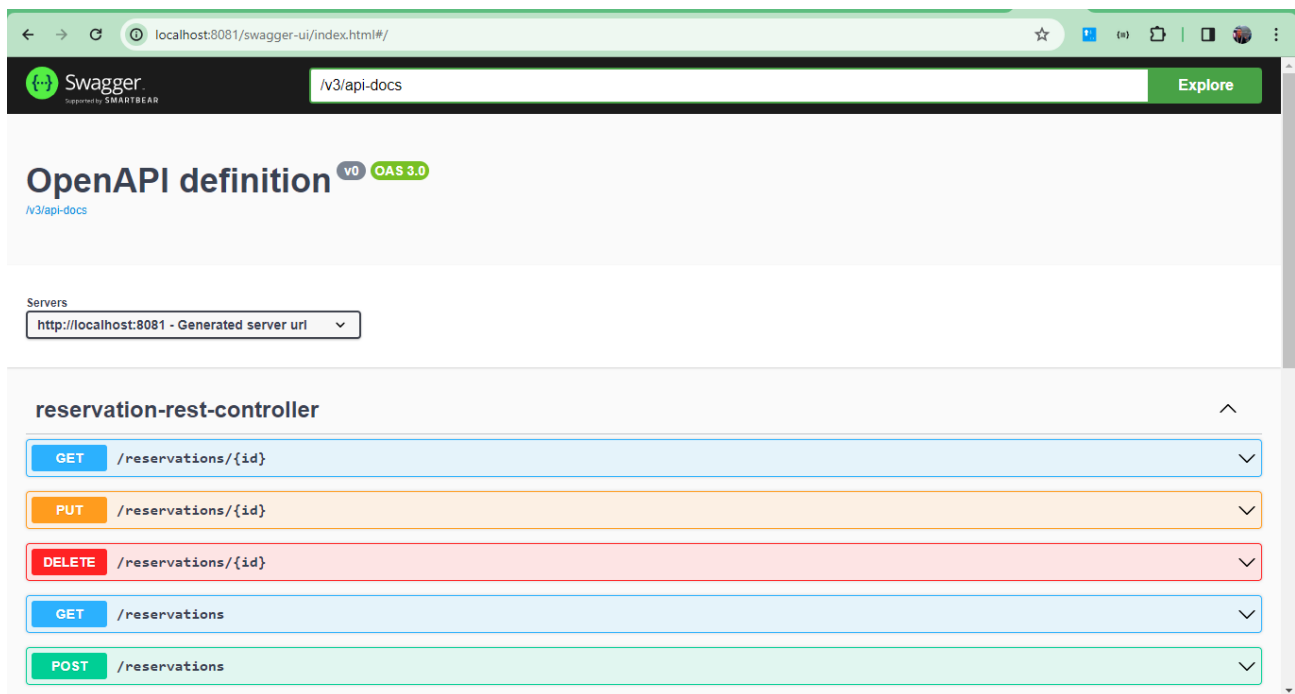 localhost:8081/swagger-ui/index.html#/
Swagger.
Supported by SMARTBEAR
/v3/api-docs
Explore
OpenAPI definition v0 OAS 3.0
/v3/api-docs
Servers
http://localhost:8081 - Generated server url
reservation-rest-controller
GET /reservations/{id}
PUT /reservations/{id}
DELETE /reservations/{id}
GET /reservations
POST /reservations